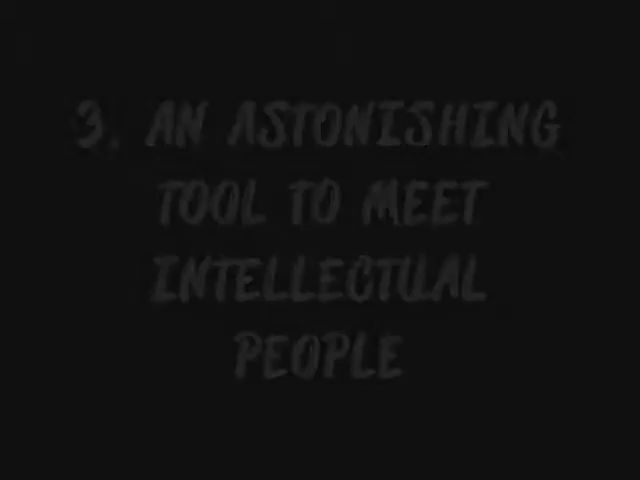 3. AN ASTONISHING
TOOL TO MEET
INTELLECTUAL
PEOPLE